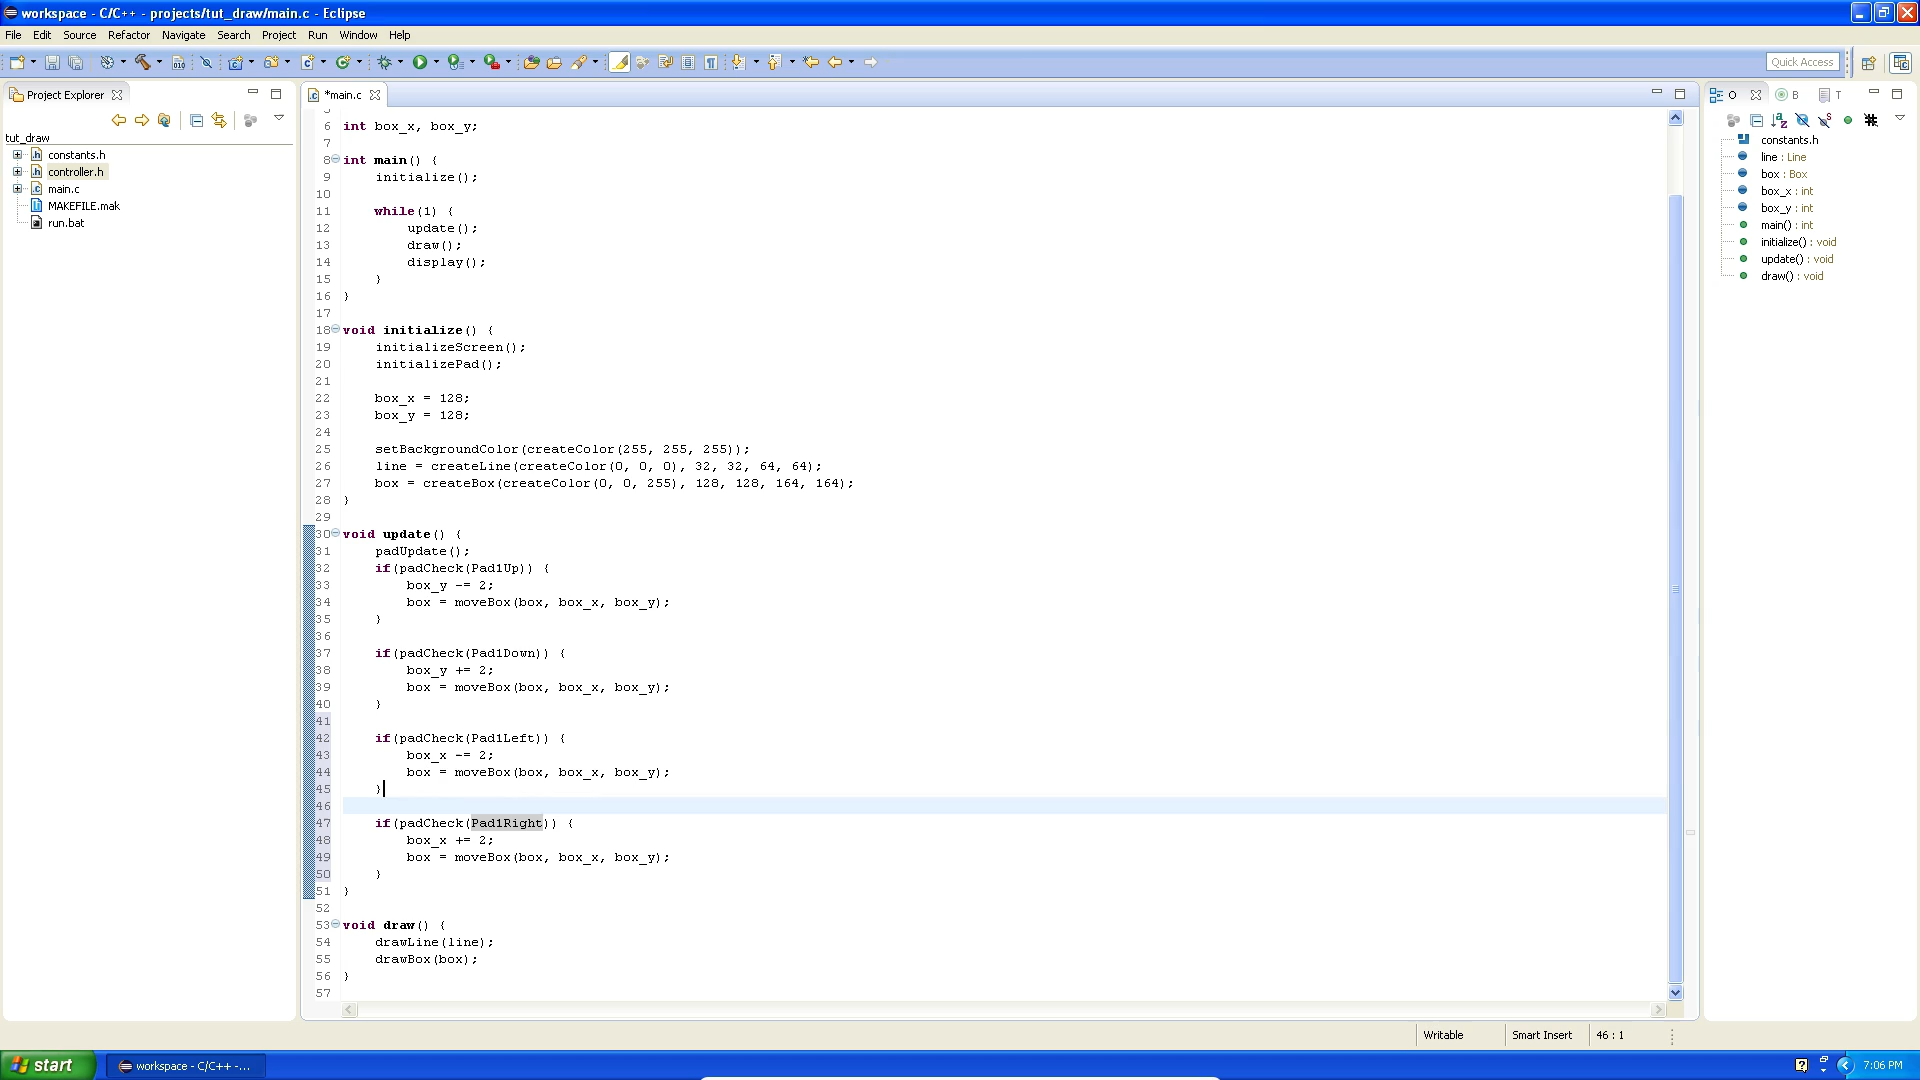 workspace - C/C++ - projects/tut_draw/main.c - Eclipse
File Edit Source Refactor Navigate Search Project Run Window Help
Quick Access
Project Explorer
*main.c
O
B
T
tut_draw
constants.h
controller.h
main.c
MAKEFILE.mak
run.bat
5
6 int box_x, box_y;
7
8 int main() {
9 initialize();
10
11 while(1) {
12 update();
13 draw();
14 display();
15 }
16 }
17
18 void initialize() {
19 initializeScreen();
20 initializePad();
21
22 box_x = 128;
23 box_y = 128;
24
25 setBackgroundColor(createColor(255, 255, 255));
26 line = createLine(createColor(0, 0, 0), 32, 32, 64, 64);
27 box = createBox(createColor(0, 0, 255), 128, 128, 164, 164);
28 }
29
30 void update() {
31 padUpdate();
32 if(padCheck(Pad1Up)) {
33 box_y -= 2;
34 box = moveBox(box, box_x, box_y);
35 }
36
37 if(padCheck(Pad1Down)) {
38 box_y += 2;
39 box = moveBox(box, box_x, box_y);
40 }
41
42 if(padCheck(Pad1Left)) {
43 box_x -= 2;
44 box = moveBox(box, box_x, box_y);
45 }
46
47 if(padCheck(Pad1Right)) {
48 box_x += 2;
49 box = moveBox(box, box_x, box_y);
50 }
51 }
52
53 void draw() {
54 drawLine(line);
55 drawBox(box);
56 }
57
constants.h
line : Line
box : Box
box_x : int
box_y : int
main() : int
initialize() : void
update() : void
draw() : void
Writable Smart Insert 46 : 1
start
workspace - C/C++ -...
7:06 PM